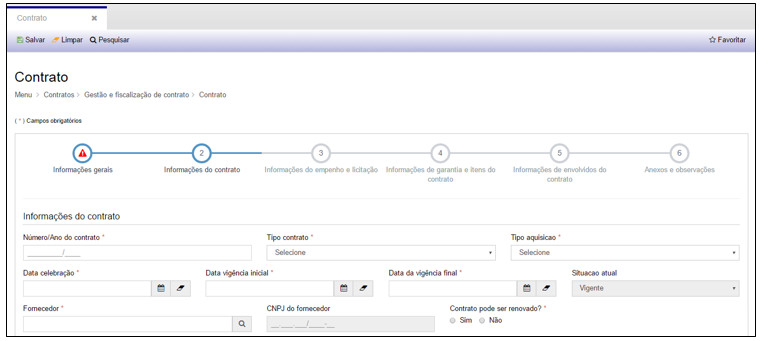 Contrato ✖
Salvar Limpar Pesquisar Favoritar
Contrato
Menu > Contratos > Gestão e fiscalização de contrato > Contrato
( * ) Campos obrigatórios
2 3 4 5 6
Informações gerais Informações do contrato Informações do empenho e licitação Informações de garantia e itens do contrato Informações de envolvidos do contrato Anexos e observações
Informações do contrato
Número/Ano do contrato * Tipo contrato * Tipo aquisicao *
_________/____ Selecione Selecione
Data celebração * Data vigência inicial * Data da vigência final * Situacao atual
Vigente
Fornecedor * CNPJ do fornecedor Contrato pode ser renovado? *
__.___.___/____-__ Sim Não